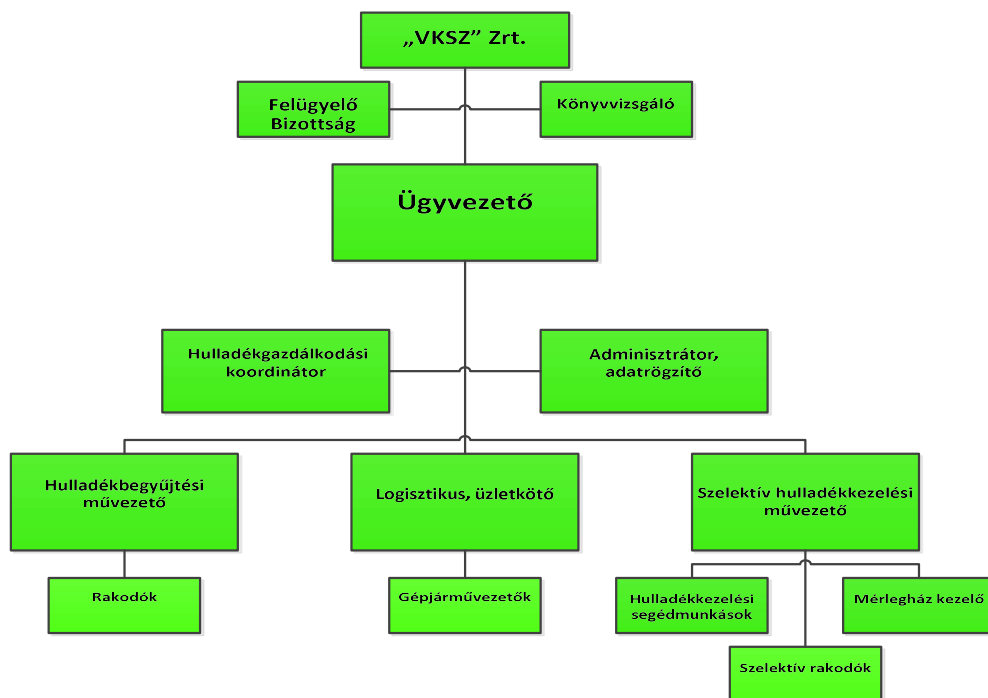 „VKSZ” Zrt.
Felügyelő
Bizottság
Könyvvizsgáló
Ügyvezető
Hulladékgazdálkodási
koordinátor
Adminisztrátor,
adatrögzítő
Hulladékbegyűjtési
művezető
Logisztikus, üzletkötő
Szelektív hulladékkezelési
művezető
Rakodók
Gépjárművezetők
Hulladékkezelési
segédmunkások
Mérlegház kezelő
Szelektív rakodók